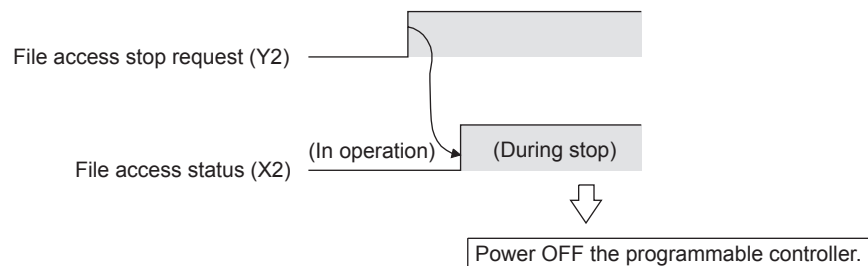 File access stop request (Y2)
(In operation)
(During stop)
File access status (X2)
Power OFF the programmable controller.